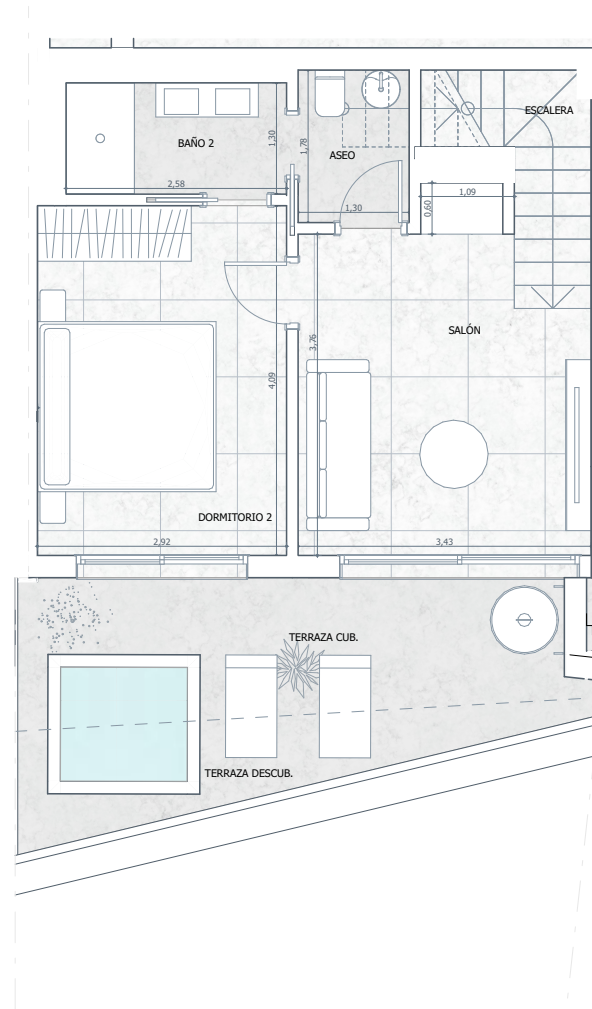 ESCALERA
BAÑO 2
1,30
1,78
ASEO
2,58
1,09
0,60
1,30
SALÓN
3,76
4,09
DORMITORIO 2
2,92
3,43
TERRAZA CUB.
TERRAZA DESCUB.